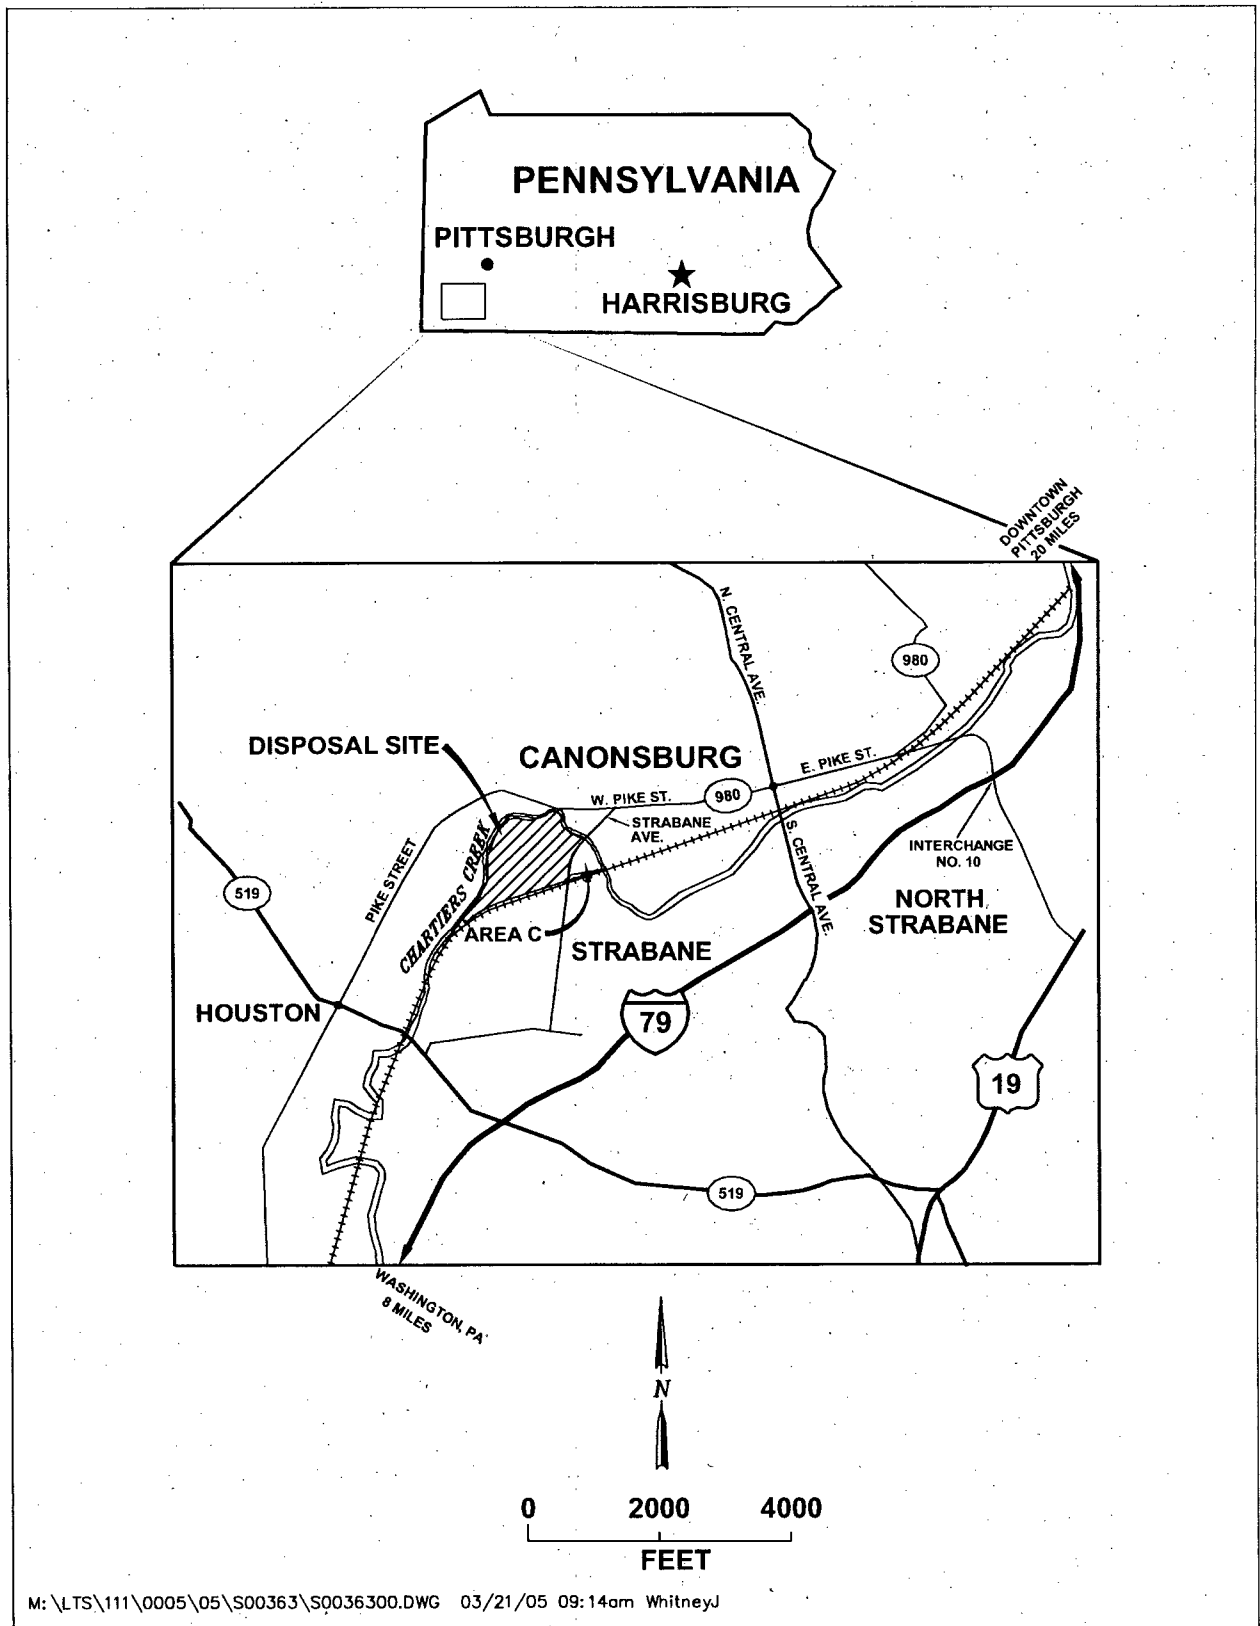 PENNSYLVANIA
PITTSBURGH
HARRISBURG
DOWNTOWN
PITTSBURGH
20 MILES
N. CENTRAL AVE.
980
DISPOSAL SITE
CANONSBURG
E. PIKE ST.
W. PIKE ST.
980
STRABANE
AVE.
S. CENTRAL AVE.
INTERCHANGE
NO. 10
PIKE STREET
CHARTIERS CREEK
519
NORTH
STRABANE
AREA C
STRABANE
HOUSTON
79
19
519
WASHINGTON, PA
8 MILES
N
0 2000 4000
FEET
M:\LTS\111\0005\05\S00363\S0036300.DWG 03/21/05 09:14am WhitneyJ